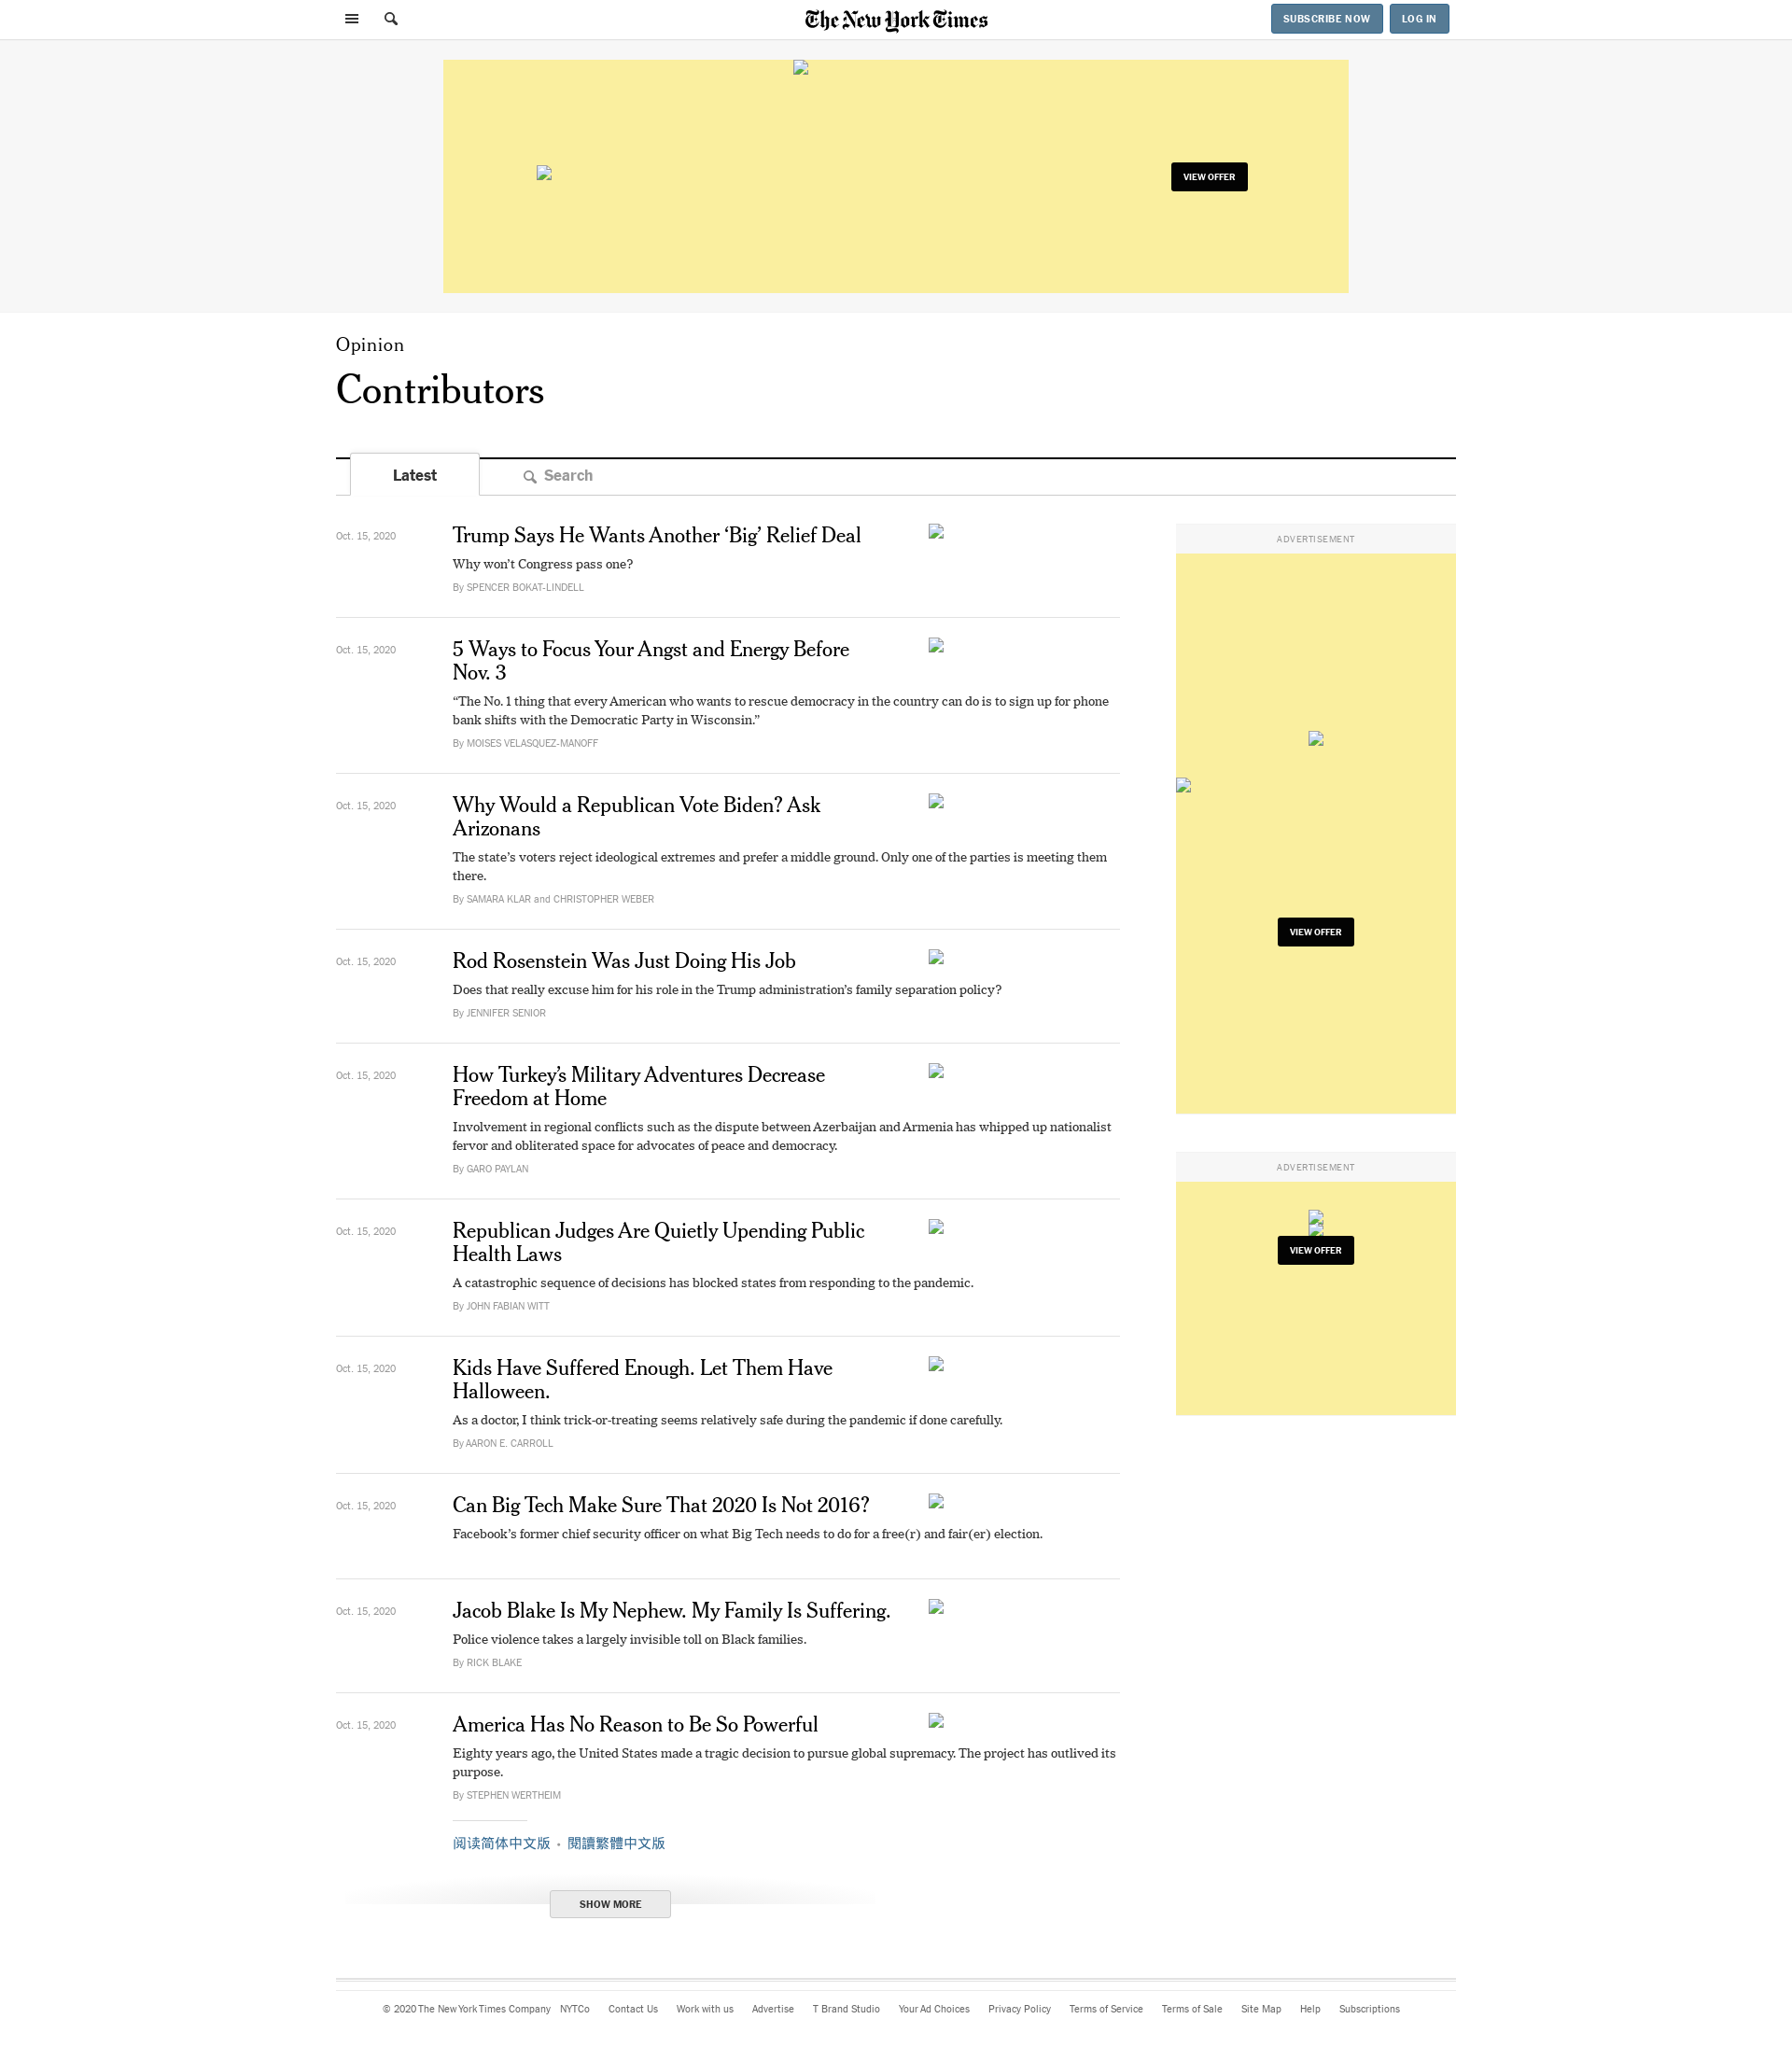 The New York Times
SUBSCRIBE NOW
LOG IN
VIEW OFFER
Opinion
Contributors
Latest
Search
Oct. 15, 2020
Trump Says He Wants Another ‘Big’ Relief Deal
Why won’t Congress pass one?
By SPENCER BOKAT-LINDELL
Oct. 15, 2020
5 Ways to Focus Your Angst and Energy Before
Nov. 3
“The No. 1 thing that every American who wants to rescue democracy in the country can do is to sign up for phone
bank shifts with the Democratic Party in Wisconsin.”
By MOISES VELASQUEZ-MANOFF
Oct. 15, 2020
Why Would a Republican Vote Biden? Ask
Arizonans
The state’s voters reject ideological extremes and prefer a middle ground. Only one of the parties is meeting them
there.
By SAMARA KLAR and CHRISTOPHER WEBER
Oct. 15, 2020
Rod Rosenstein Was Just Doing His Job
Does that really excuse him for his role in the Trump administration’s family separation policy?
By JENNIFER SENIOR
Oct. 15, 2020
How Turkey’s Military Adventures Decrease
Freedom at Home
Involvement in regional conflicts such as the dispute between Azerbaijan and Armenia has whipped up nationalist
fervor and obliterated space for advocates of peace and democracy.
By GARO PAYLAN
Oct. 15, 2020
Republican Judges Are Quietly Upending Public
Health Laws
A catastrophic sequence of decisions has blocked states from responding to the pandemic.
By JOHN FABIAN WITT
Oct. 15, 2020
Kids Have Suffered Enough. Let Them Have
Halloween.
As a doctor, I think trick-or-treating seems relatively safe during the pandemic if done carefully.
By AARON E. CARROLL
Oct. 15, 2020
Can Big Tech Make Sure That 2020 Is Not 2016?
Facebook’s former chief security officer on what Big Tech needs to do for a free(r) and fair(er) election.
Oct. 15, 2020
Jacob Blake Is My Nephew. My Family Is Suffering.
Police violence takes a largely invisible toll on Black families.
By RICK BLAKE
Oct. 15, 2020
America Has No Reason to Be So Powerful
Eighty years ago, the United States made a tragic decision to pursue global supremacy. The project has outlived its
purpose.
By STEPHEN WERTHEIM
阅读简体中文版 • 閱讀繁體中文版
SHOW MORE
ADVERTISEMENT
VIEW OFFER
ADVERTISEMENT
VIEW OFFER
© 2020 The New York Times Company NYTCo Contact Us Work with us Advertise T Brand Studio Your Ad Choices Privacy Policy Terms of Service Terms of Sale Site Map Help Subscriptions